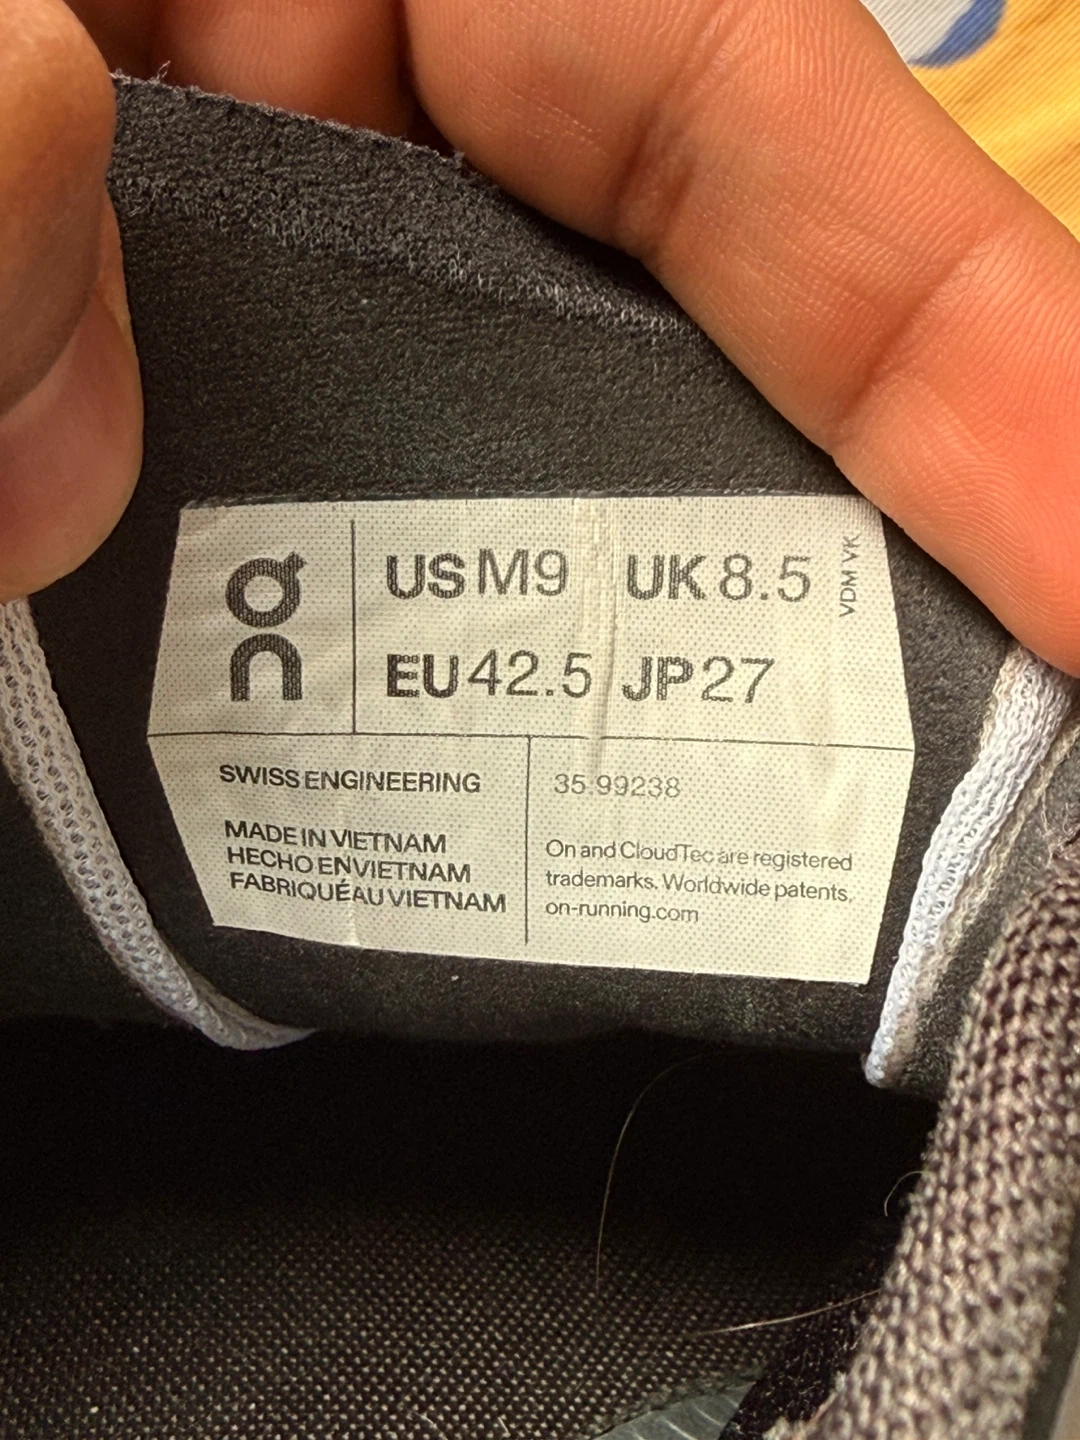 on
US M9 UK 8.5
EU 42.5 JP 27
VDM VK
SWISS ENGINEERING
MADE IN VIETNAM
HECHO EN VIETNAM
FABRIQUÉ AU VIETNAM
35.99238
On and CloudTec are registered
trademarks. Worldwide patents.
on-running.com